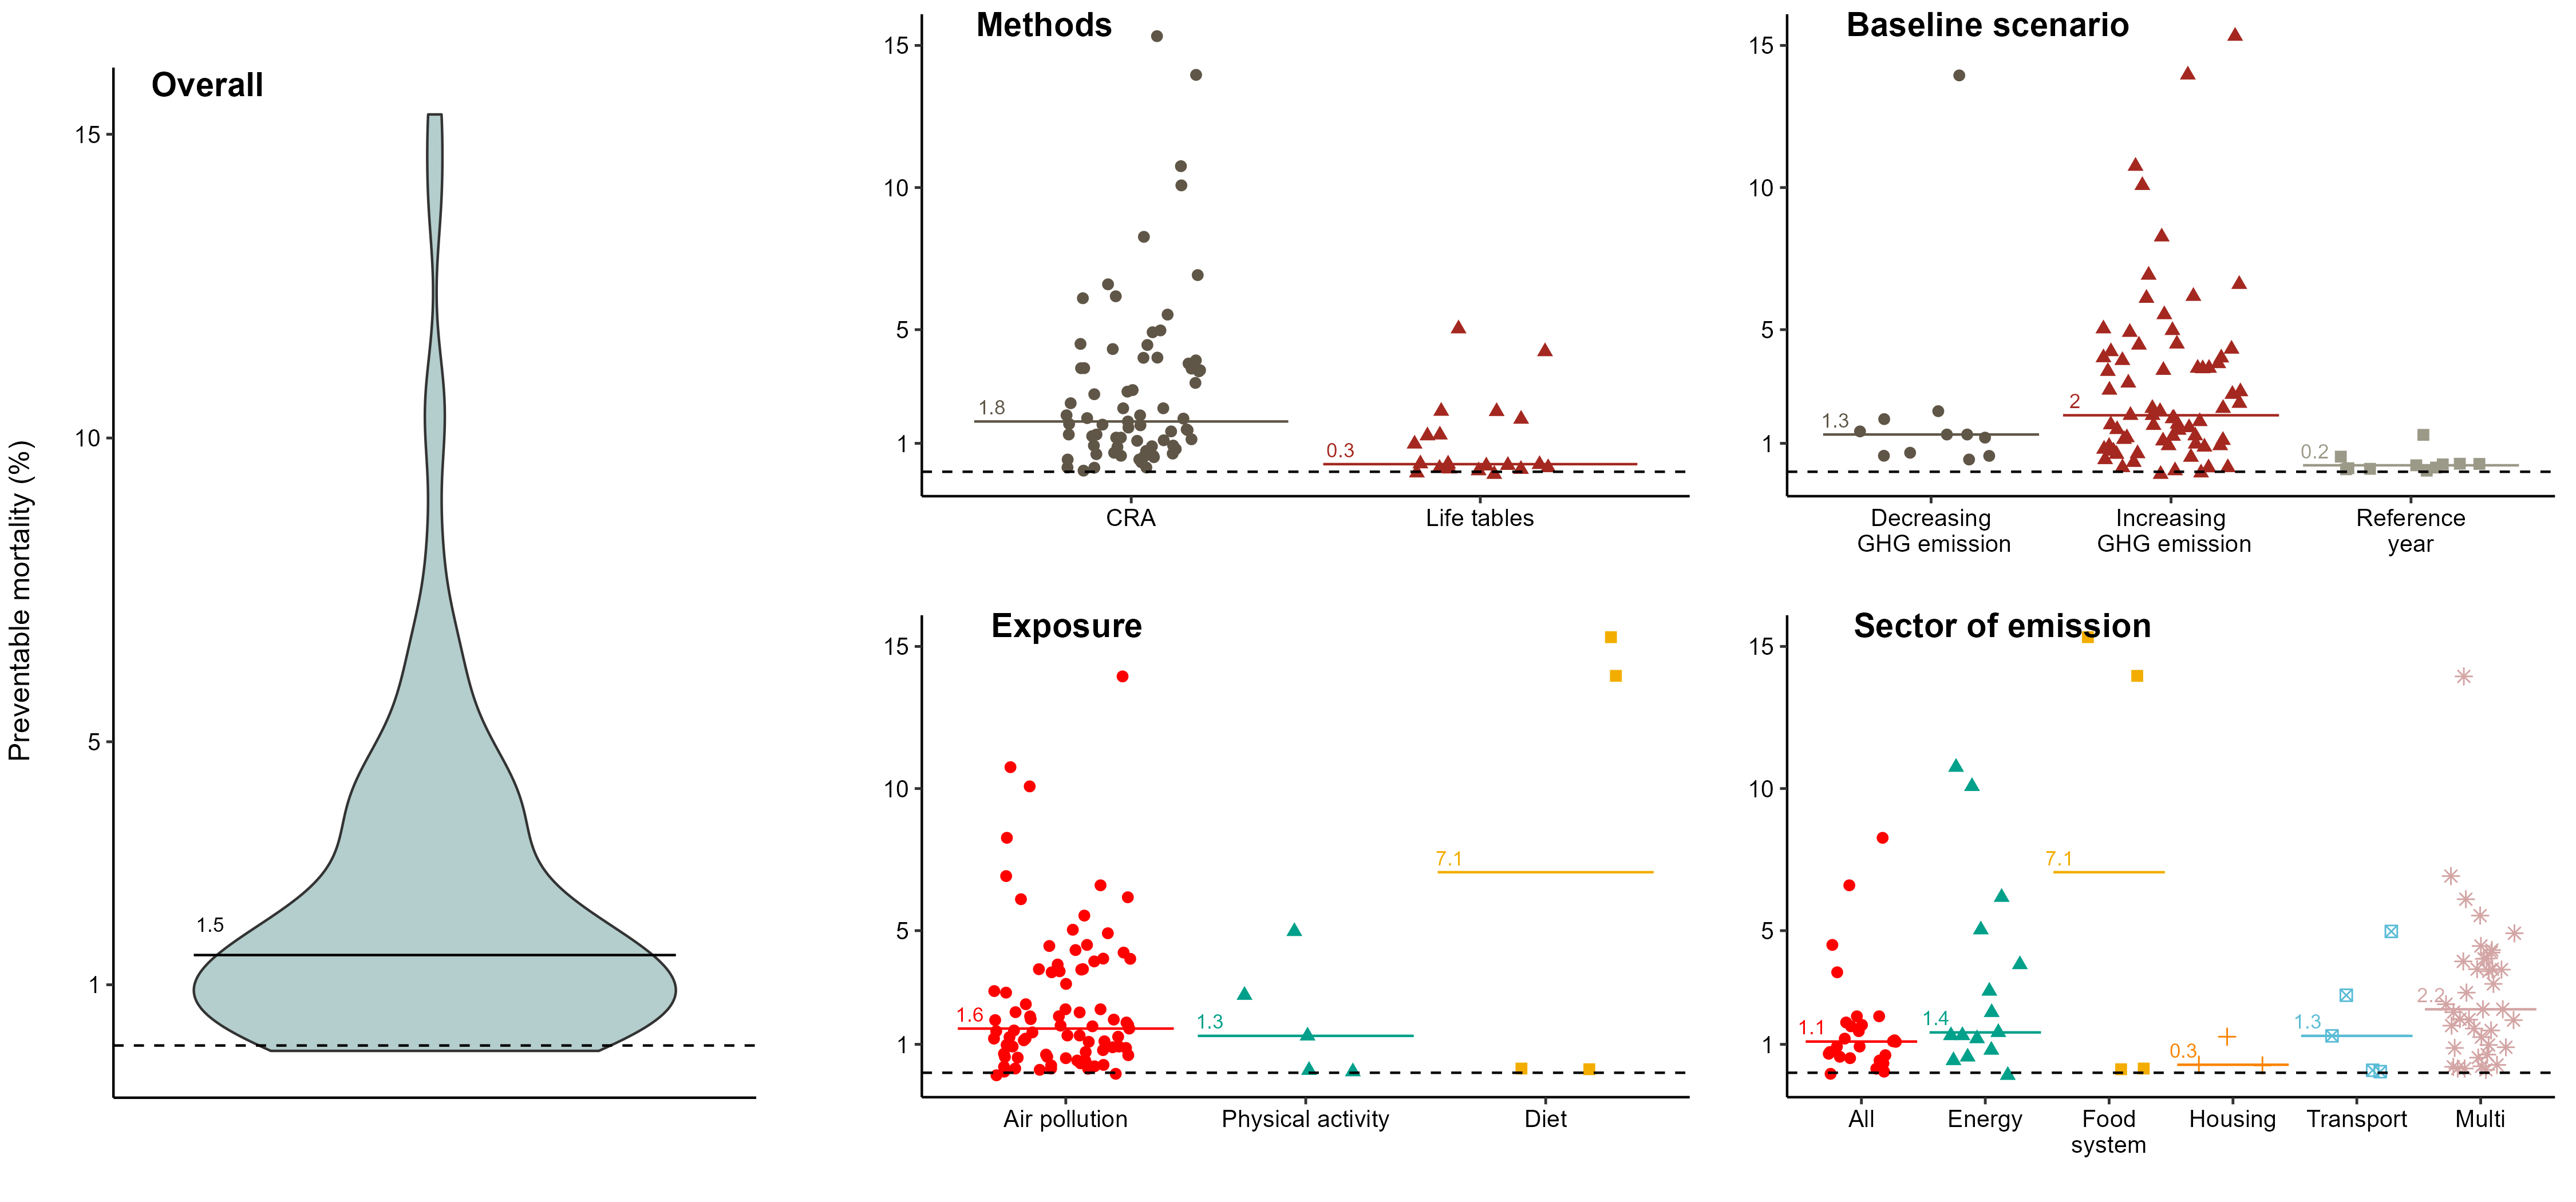 Preventable mortality (%)
Overall
15
10
5
1
1.5
Methods
15
10
5
1
1.8
0.3
CRA
Life tables
Baseline scenario
15
10
5
1
1.3
2
0.2
Decreasing
GHG emission
Increasing
GHG emission
Reference
year
Exposure
15
10
5
1
1.6
1.3
7.1
Air pollution
Physical activity
Diet
Sector of emission
15
10
5
1
1.1
1.4
7.1
0.3
1.3
2.2
All
Energy
Food
system
Housing
Transport
Multi